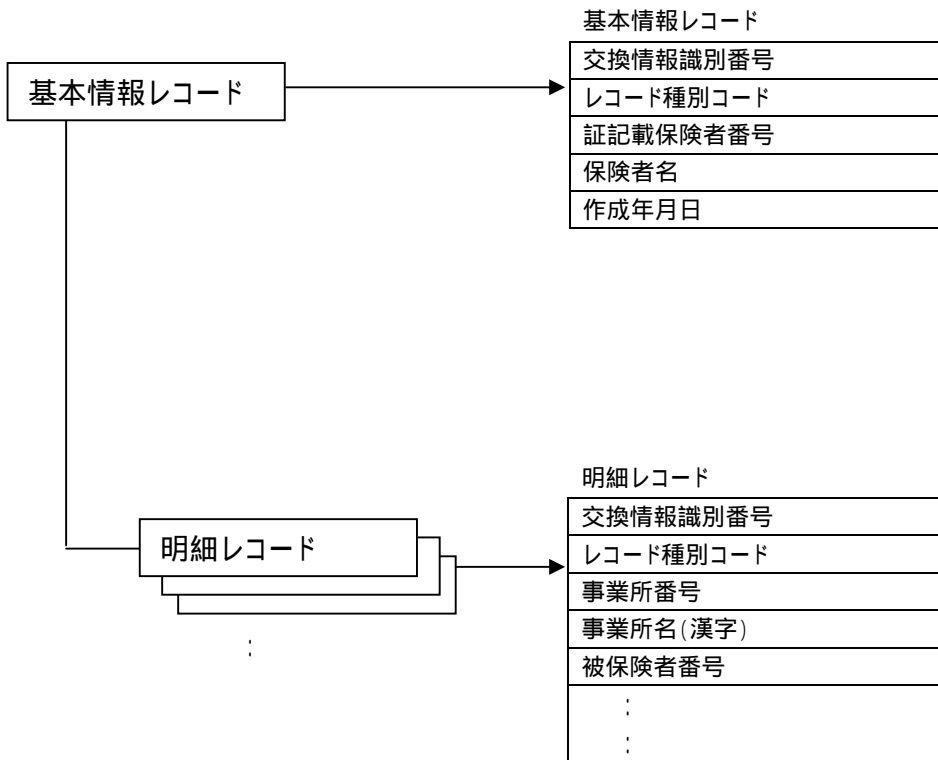 基本情報レコード
基本情報レコード
交換情報識別番号
レコード種別コード
証記載保険者番号
保険者名
作成年月日
明細レコード
明細レコード
:
交換情報識別番号
レコード種別コード
事業所番号
事業所名(漢字)
被保険者番号
:
: